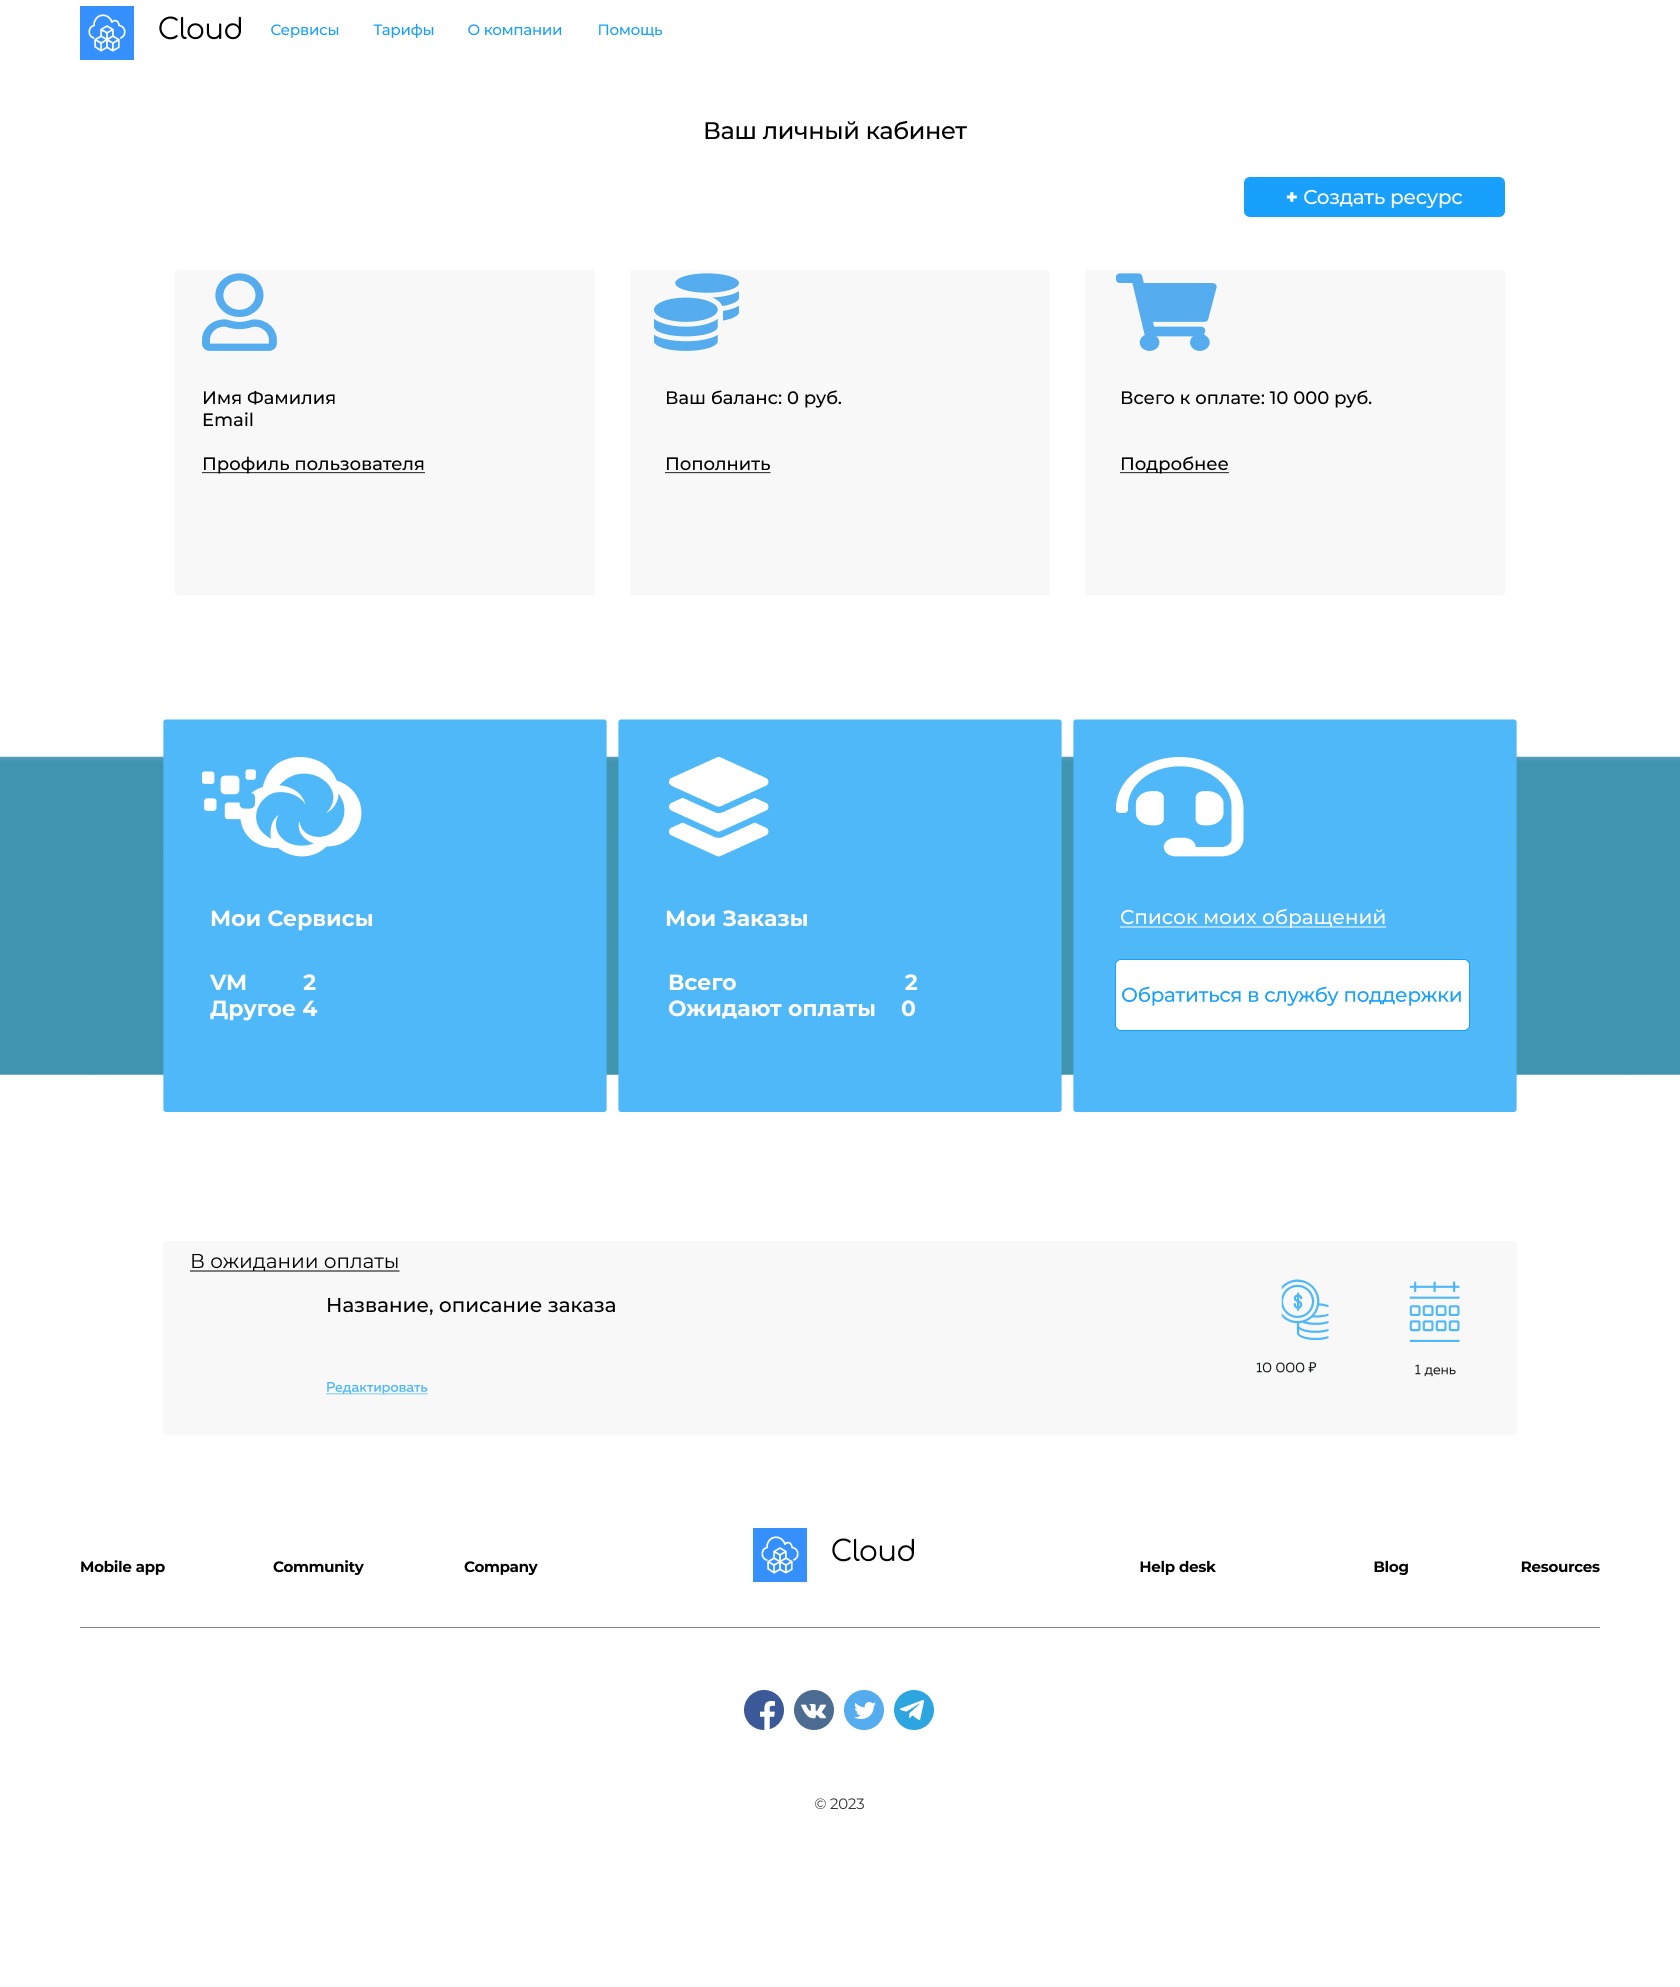 Cloud Сервисы Тарифы О компании Помощь
Ваш личный кабинет
+ Создать ресурс
Имя Фамилия
Email
Профиль пользователя
Ваш баланс: 0 руб.
Пополнить
Всего к оплате: 10 000 руб.
Подробнее
Мои Сервисы
VM 2
Другое 4
Мои Заказы
Всего 2
Ожидают оплаты 0
Список моих обращений
Обратиться в службу поддержки
В ожидании оплаты
Название, описание заказа
Редактировать
$
10 000 ₽
1 день
Mobile app Community Company Cloud Help desk Blog Resources
© 2023